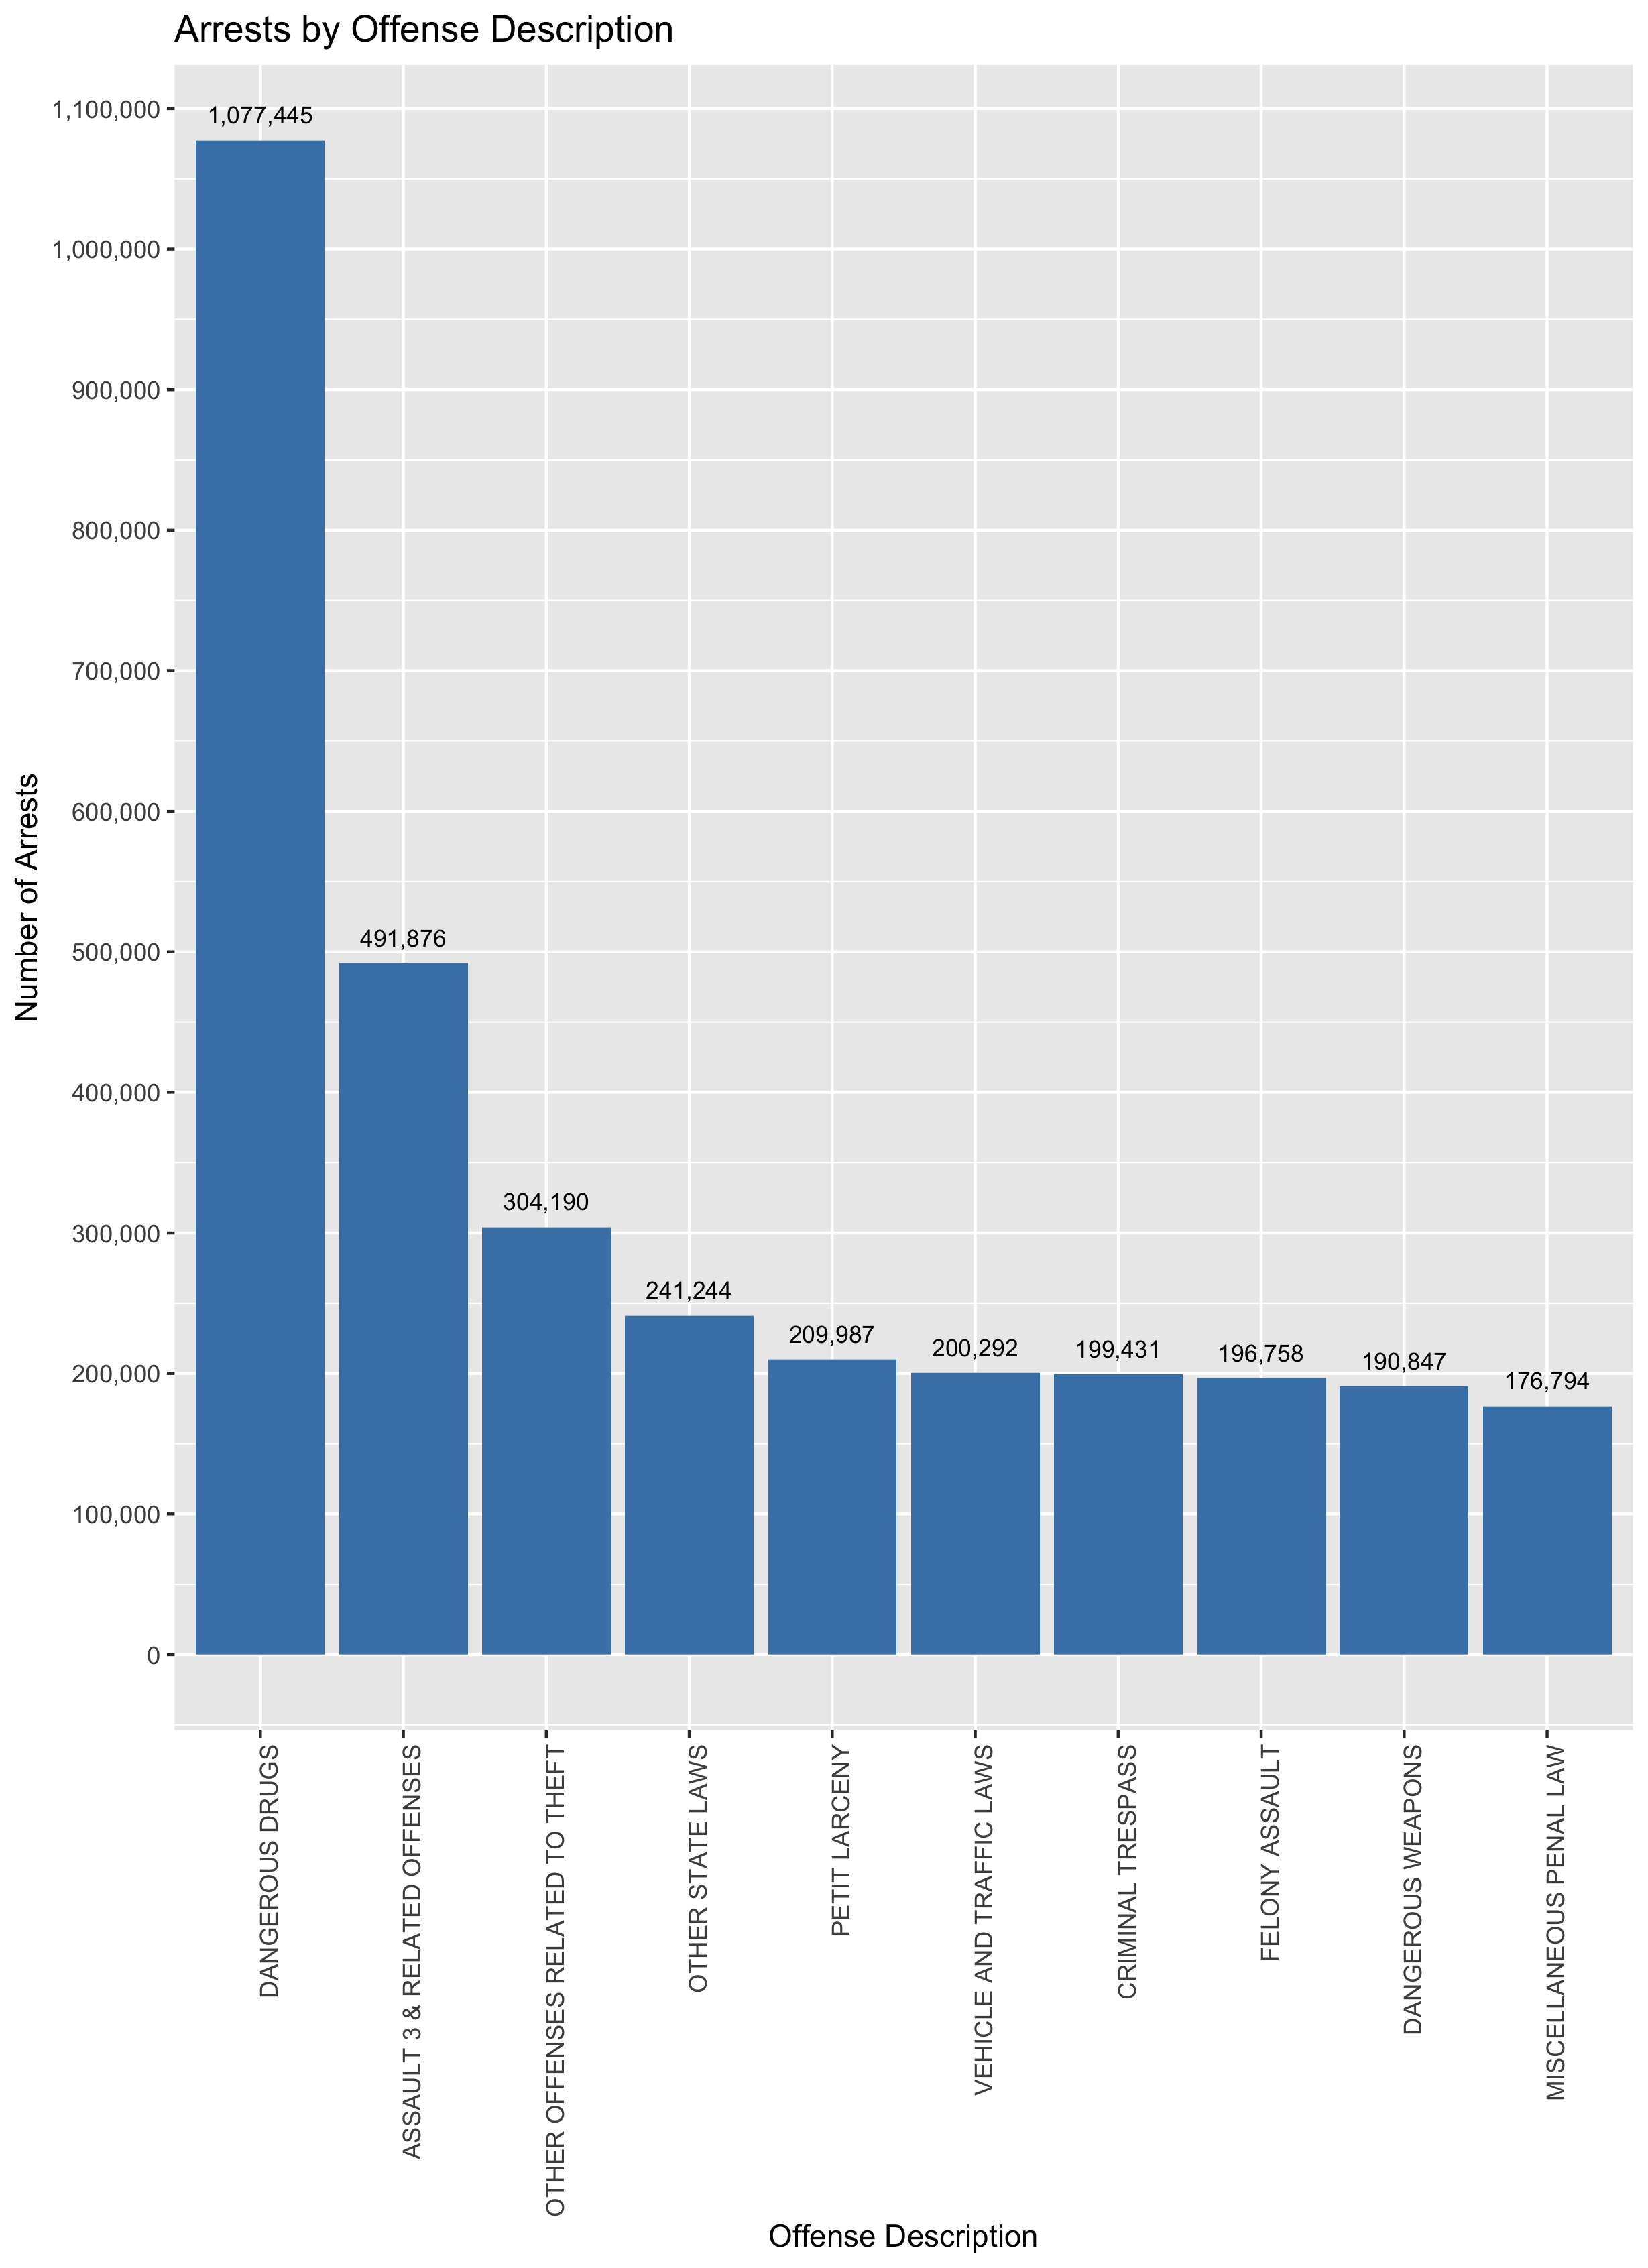 Arrests by Offense Description
Number of Arrests
1,100,000
1,000,000
900,000
800,000
700,000
600,000
500,000
400,000
300,000
200,000
100,000
0
1,077,445
491,876
304,190
241,244
209,987
200,292
199,431
196,758
190,847
176,794
DANGEROUS DRUGS
ASSAULT 3 & RELATED OFFENSES
OTHER OFFENSES RELATED TO THEFT
OTHER STATE LAWS
PETIT LARCENY
VEHICLE AND TRAFFIC LAWS
CRIMINAL TRESPASS
FELONY ASSAULT
DANGEROUS WEAPONS
MISCELLANEOUS PENAL LAW
Offense Description